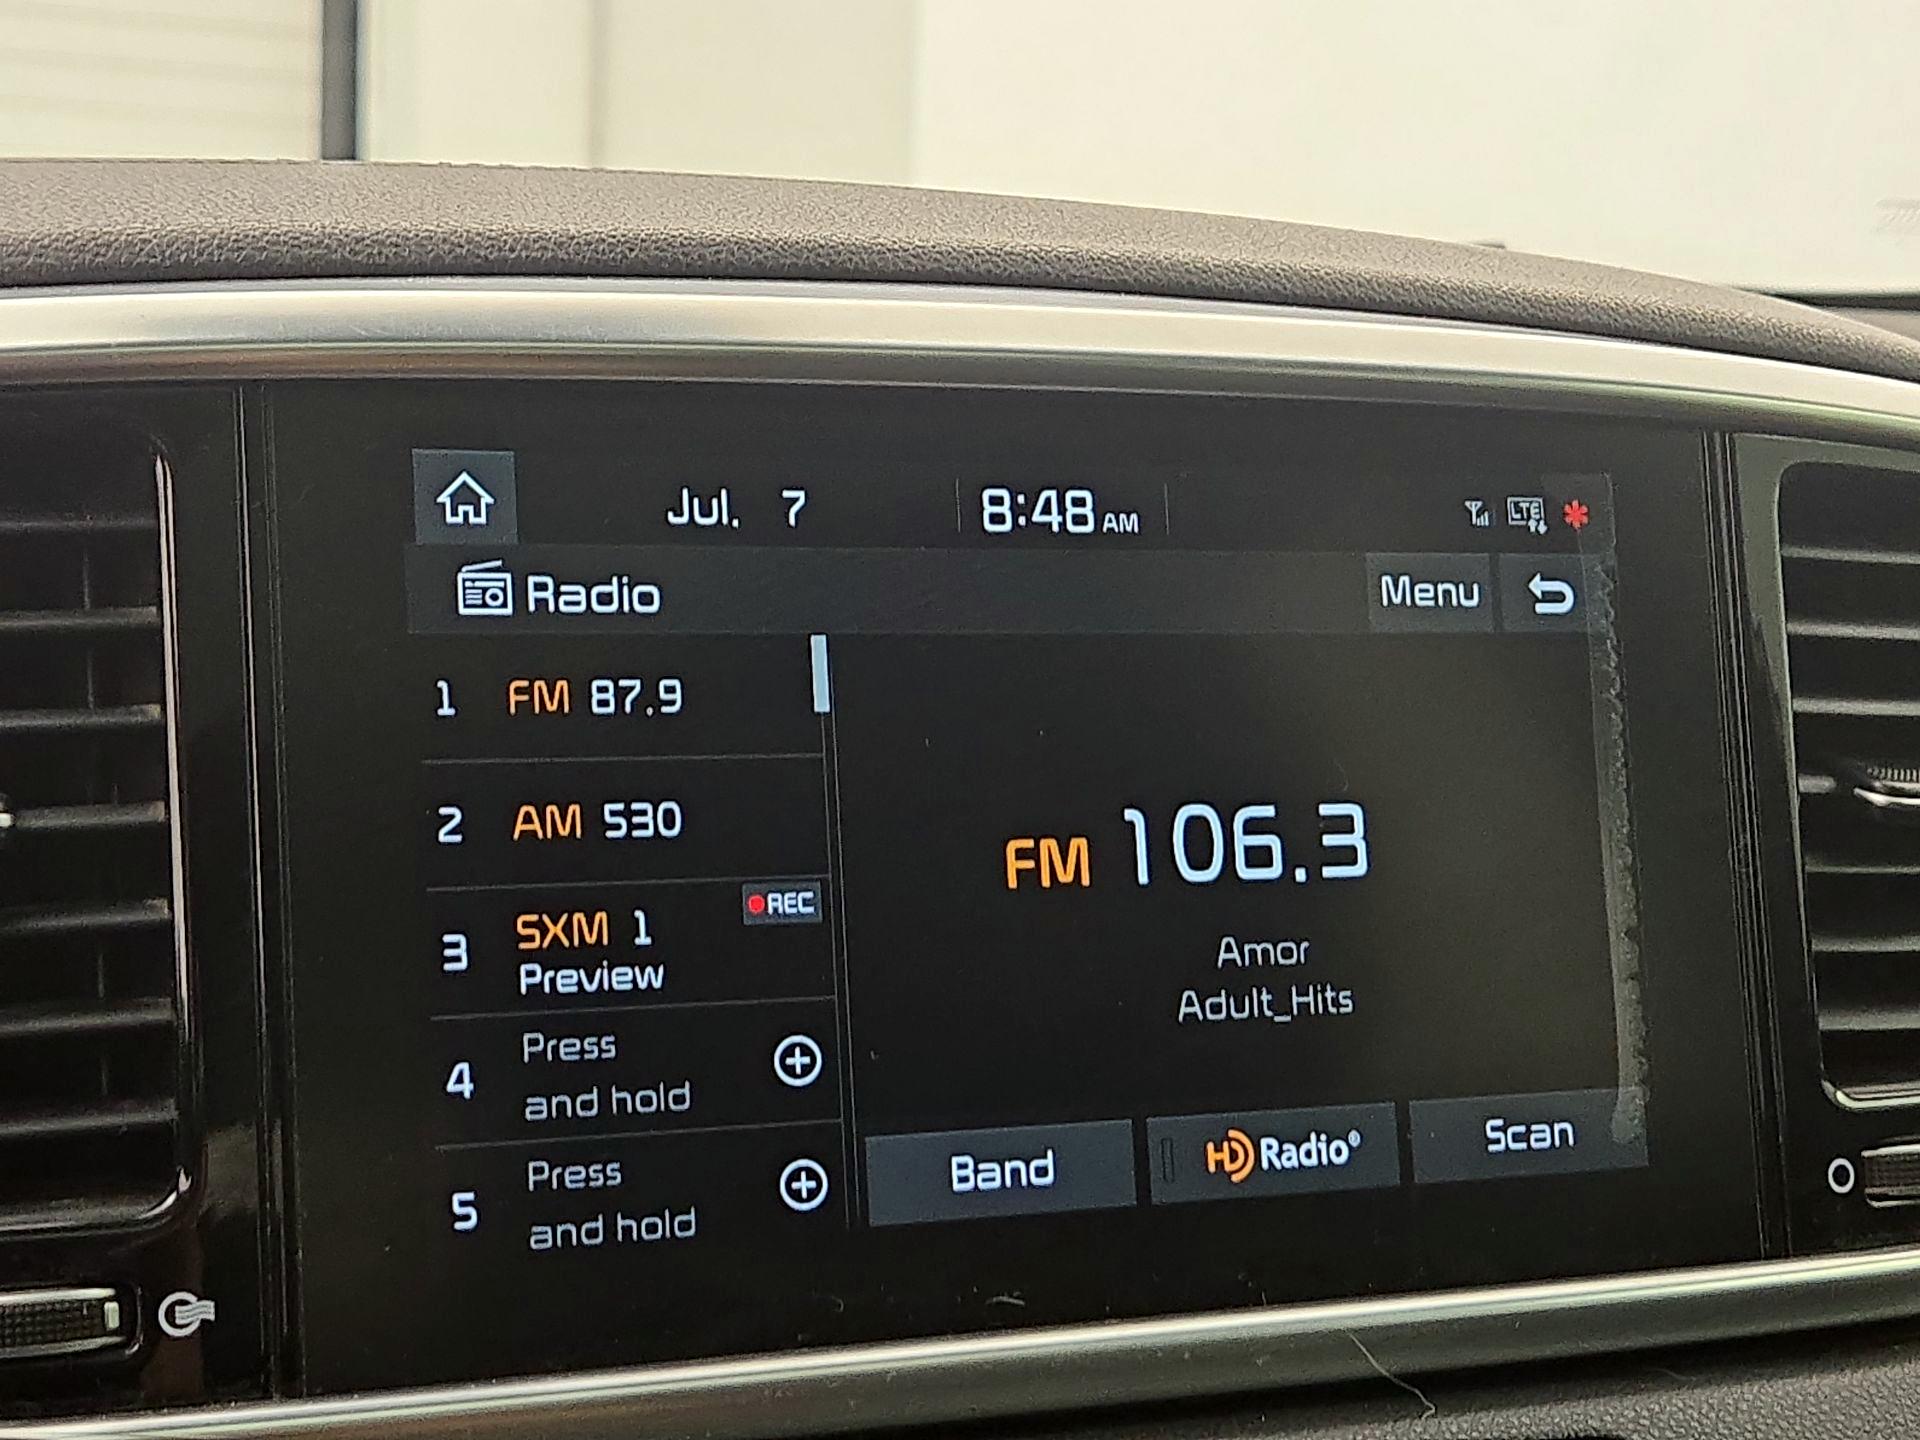 Jul. 7 8:48 AM LTE
Radio Menu
1 FM 87.9
2 AM 530
3 SXM 1 REC
Preview
4 Press
and hold
5 Press
and hold
FM 106.3
Amor
Adult_Hits
Band HD Radio® Scan